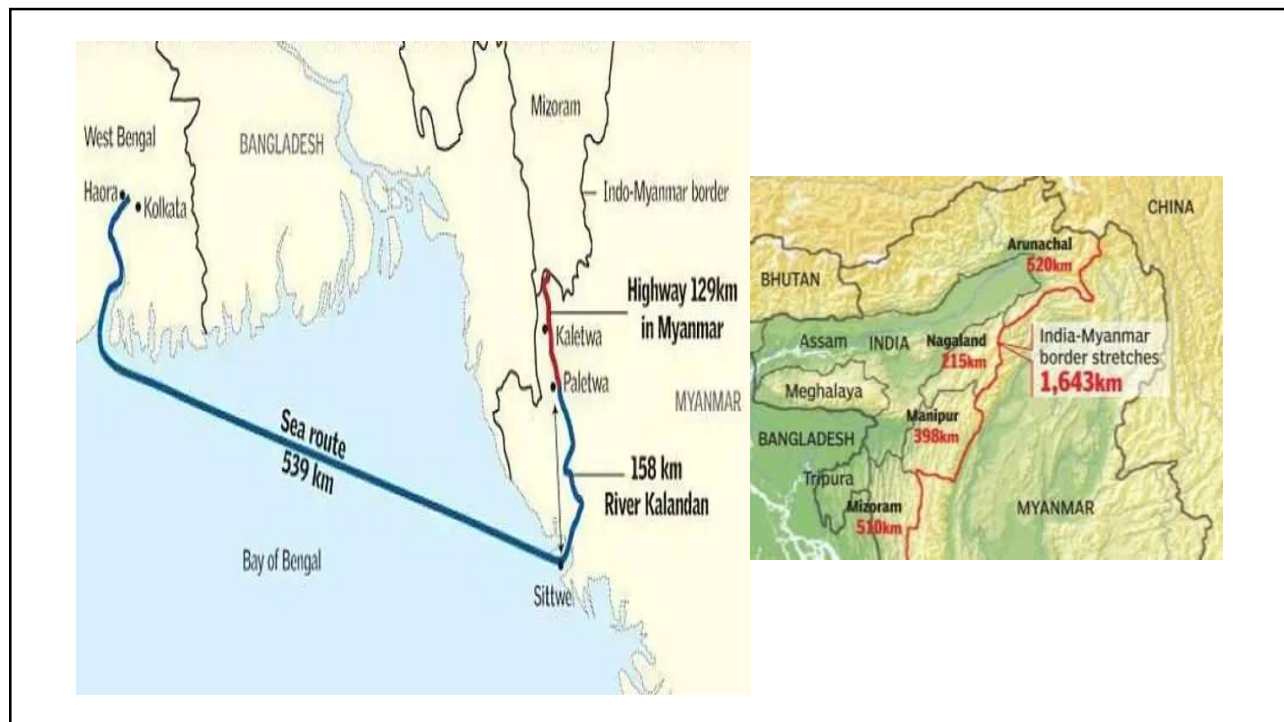 West Bengal
BANGLADESH
Haora
Kolkata
Mizoram
Indo-Myanmar border
Highway 129km
in Myanmar
Kaletwa
Paletwa
MYANMAR
Sea route
539 km
158 km
River Kalandan
Bay of Bengal
Sittwe
CHINA
Arunachal
520km
BHUTAN
Assam
INDIA
Nagaland
215km
India-Myanmar
border stretches
1,643km
Meghalaya
Manipur
398km
BANGLADESH
Tripura
Mizoram
510km
MYANMAR